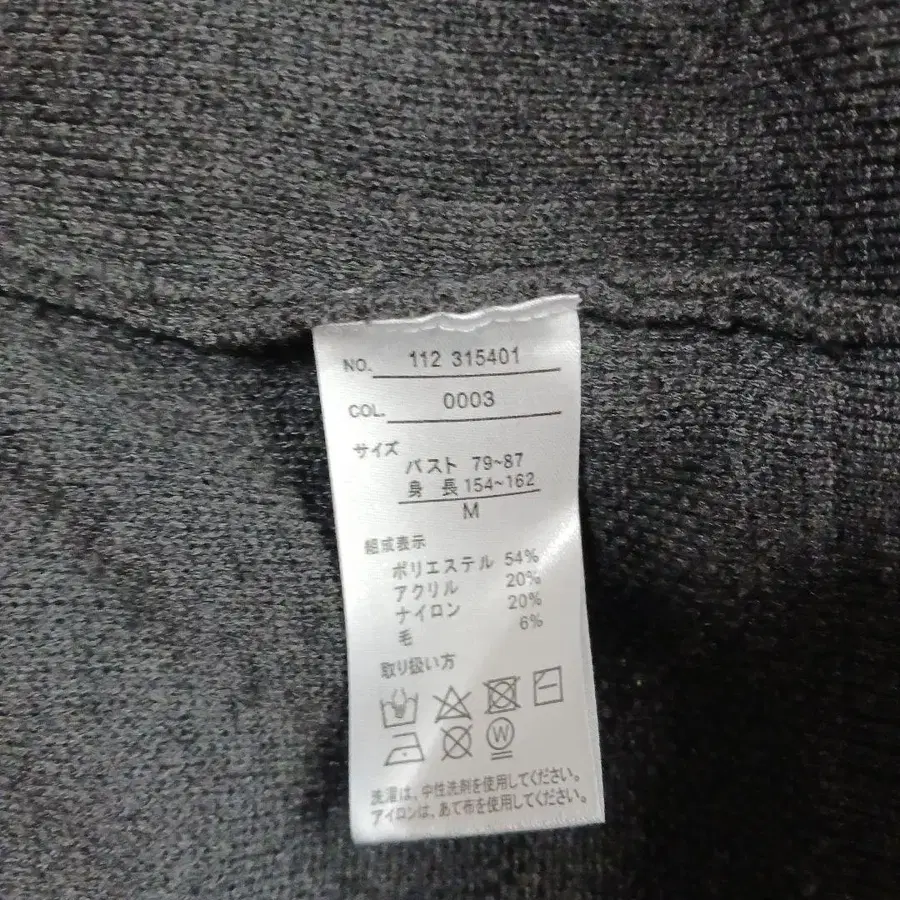 NO. 112 315401
COL. 0003
サイズ
バスト 79~87
身 長 154~162
M
組成表示
ポリエステル 54%
アクリル 20%
ナイロン 20%
毛 6%
取り扱い方
W
洗濯は、中性洗剤を使用してください。
アイロンは、あて布を使用してください。